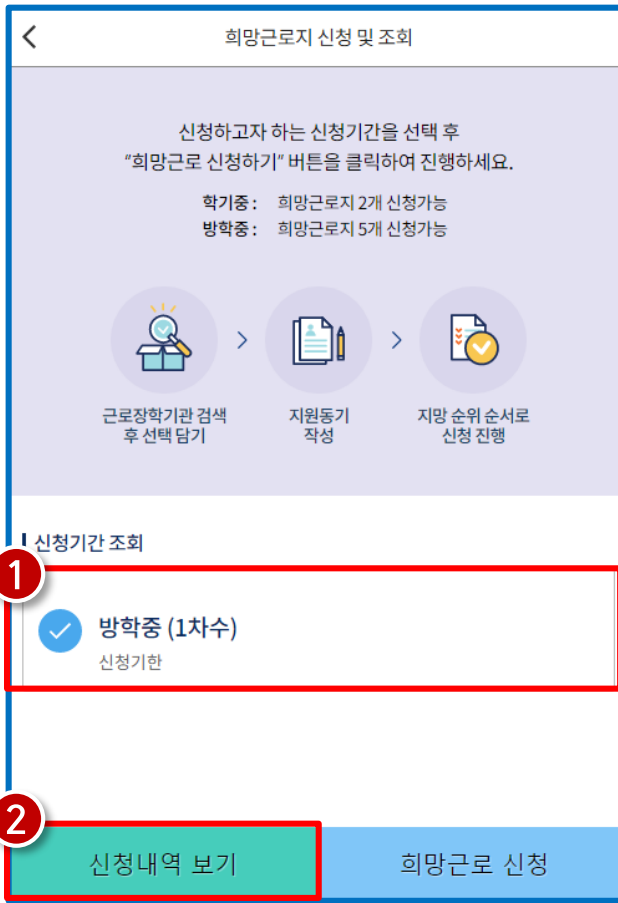 희망근로지 신청 및 조회
신청하고자 하는 신청기간을 선택 후
"희망근로 신청하기" 버튼을 클릭하여 진행하세요.
학기중 : 희망근로지 2개 신청가능
방학중 : 희망근로지 5개 신청가능
근로장학기관 검색
후 선택 담기
지원동기
작성
지망 순위 순서로
신청 진행
신청기간 조회
1
방학중 (1차수)
신청기한
2
신청내역 보기
희망근로 신청